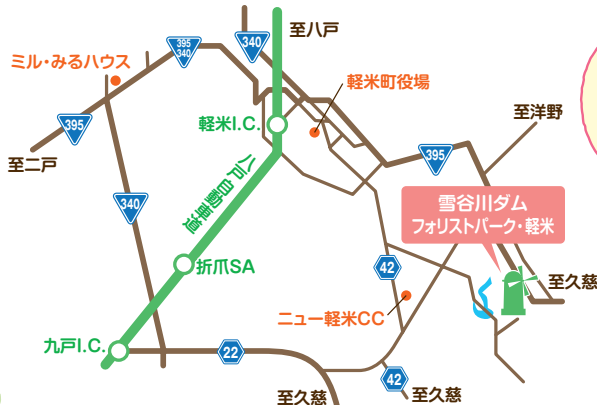 至八戸
395
340
340
ミル・みるハウス
軽米町役場
395
軽米I.C.
至洋野
395
至二戸
八戸自動車道
雪谷川ダム
フォリストパーク・軽米
340
折爪SA
42
至久慈
ニュー軽米CC
九戸I.C.
22
42
至久慈
至久慈